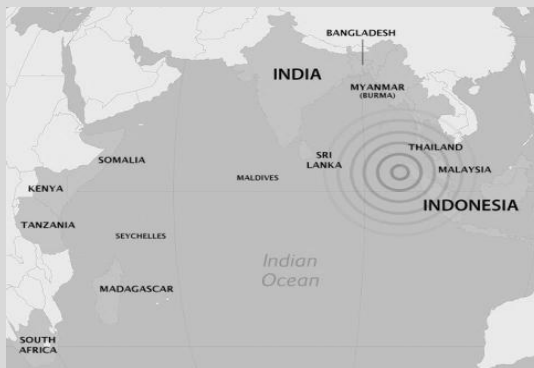 BANGLADESH
INDIA
MYANMAR
(BURMA)
THAILAND
SRI
LANKA
MALAYSIA
SOMALIA
MALDIVES
KENYA
INDONESIA
TANZANIA
SEYCHELLES
Indian
Ocean
MADAGASCAR
SOUTH
AFRICA